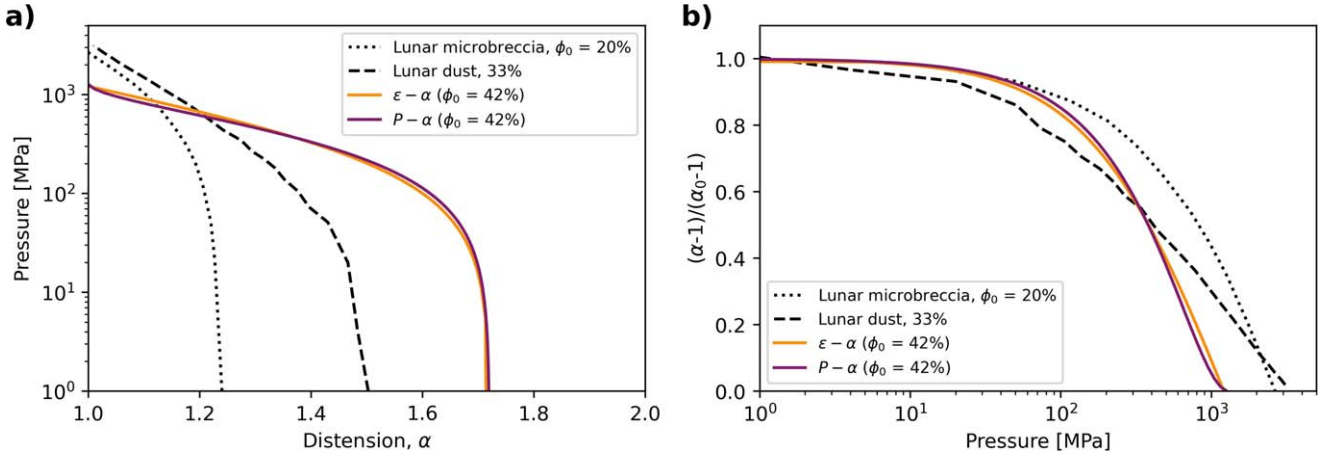 a)
Pressure [MPa]
10³
10²
10¹
10⁰
1.0 1.2 1.4 1.6 1.8 2.0
Distension, α
Lunar microbreccia, ϕ₀ = 20%
Lunar dust, 33%
ε − α (ϕ₀ = 42%)
P − α (ϕ₀ = 42%)
b)
(α-1)/(α₀-1)
1.0
0.8
0.6
0.4
0.2
0.0
10⁰ 10¹ 10² 10³
Pressure [MPa]
Lunar microbreccia, ϕ₀ = 20%
Lunar dust, 33%
ε − α (ϕ₀ = 42%)
P − α (ϕ₀ = 42%)